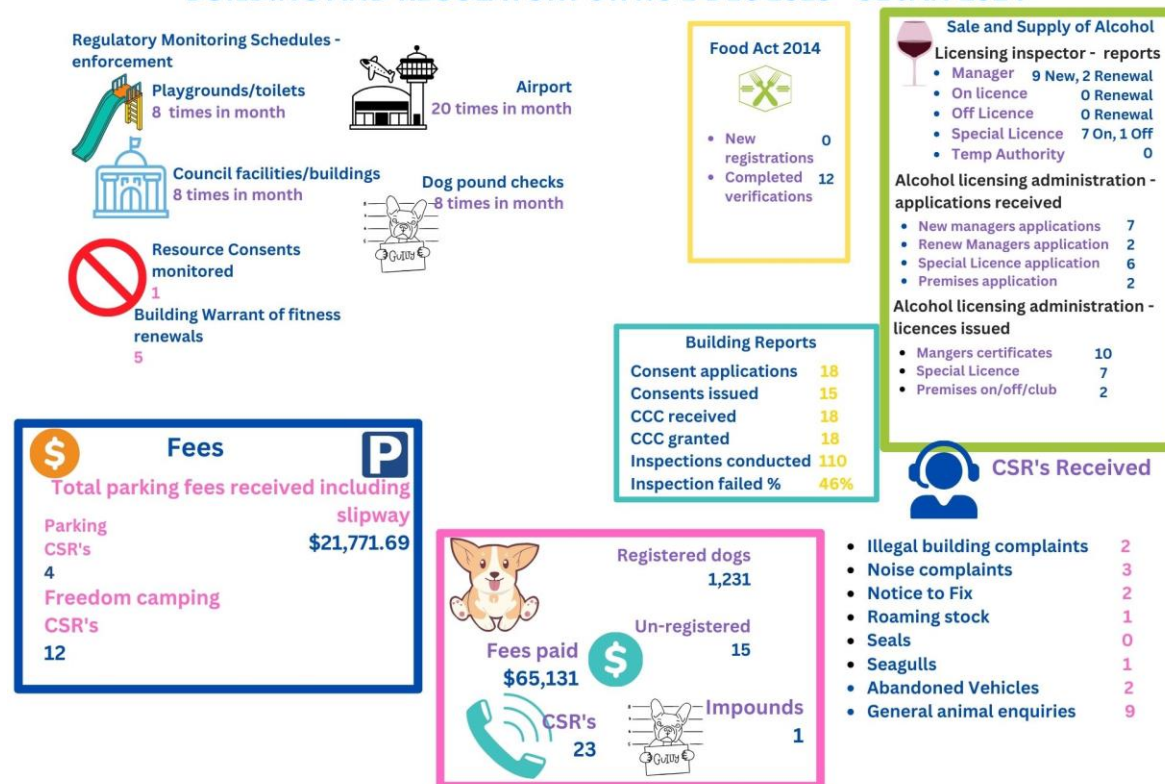 Regulatory Monitoring Schedules -
enforcement
Playgrounds/toilets
8 times in month
Airport
20 times in month
Council facilities/buildings
8 times in month
Dog pound checks
8 times in month
Guilty
Resource Consents
monitored
1
Building Warrant of fitness
renewals
5
Food Act 2014
• New registrations 0
• Completed verifications 12
Sale and Supply of Alcohol
Licensing inspector - reports
• Manager 9 New, 2 Renewal
• On licence 0 Renewal
• Off Licence 0 Renewal
• Special Licence 7 On, 1 Off
• Temp Authority 0
Alcohol licensing administration -
applications received
• New managers applications 7
• Renew Managers application 2
• Special Licence application 6
• Premises application 2
Alcohol licensing administration -
licences issued
• Mangers certificates 10
• Special Licence 7
• Premises on/off/club 2
Building Reports
Consent applications 18
Consents issued 15
CCC received 18
CCC granted 18
Inspections conducted 110
Inspection failed % 46%
$ Fees P
Total parking fees received including
slipway
$21,771.69
Parking
CSR's
4
Freedom camping
CSR's
12
Registered dogs
1,231
Un-registered
15
Fees paid
$65,131
$
CSR's
23
Impounds
1
Guilty
CSR's Received
• Illegal building complaints 2
• Noise complaints 3
• Notice to Fix 2
• Roaming stock 1
• Seals 0
• Seagulls 1
• Abandoned Vehicles 2
• General animal enquiries 9